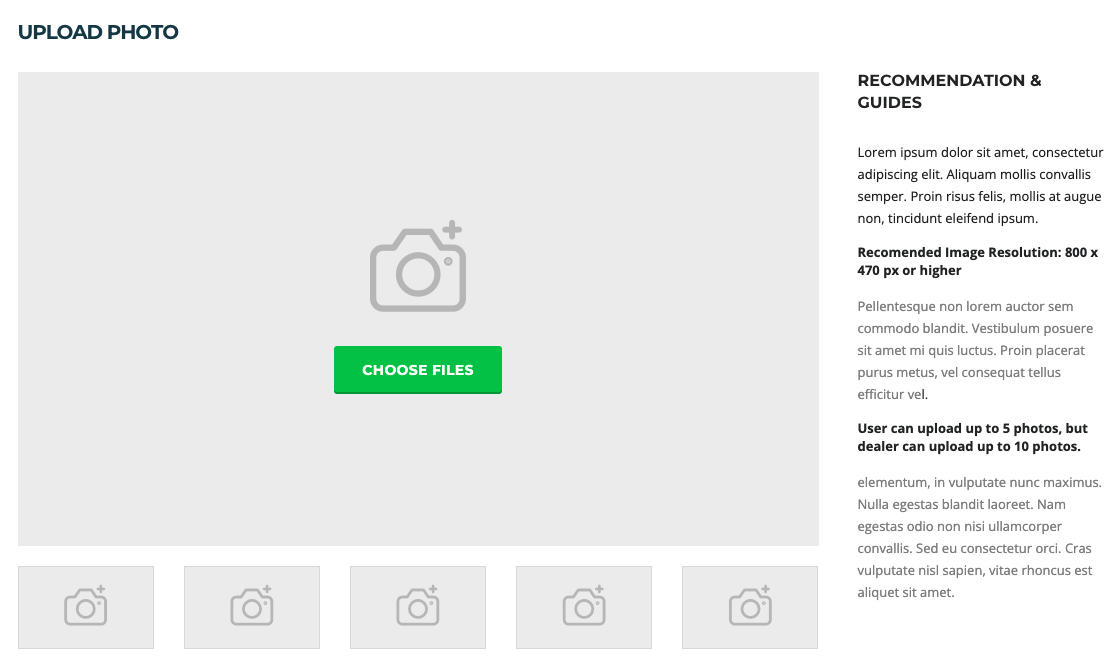 UPLOAD PHOTO
CHOOSE FILES
RECOMMENDATION &
GUIDES
Lorem ipsum dolor sit amet, consectetur
adipiscing elit. Aliquam mollis convallis
semper. Proin risus felis, mollis at augue
non, tincidunt eleifend ipsum.
Recomended Image Resolution: 800 x
470 px or higher
Pellentesque non lorem auctor sem
commodo blandit. Vestibulum posuere
sit amet mi quis luctus. Proin placerat
purus metus, vel consequat tellus
efficitur vel.
User can upload up to 5 photos, but
dealer can upload up to 10 photos.
elementum, in vulputate nunc maximus.
Nulla egestas blandit laoreet. Nam
egestas odio non nisi ullamcorper
convallis. Sed eu consectetur orci. Cras
vulputate nisl sapien, vitae rhoncus est
aliquet sit amet.